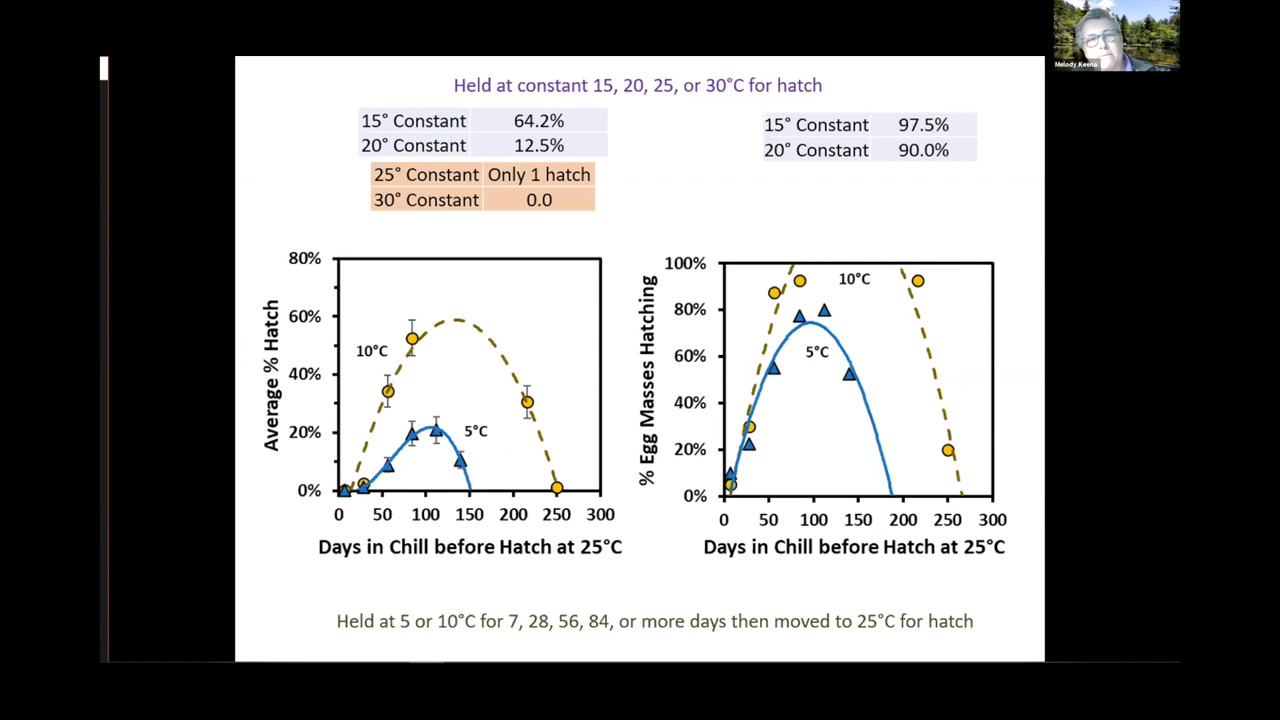 Melody Keena
Held at constant 15, 20, 25, or 30°C for hatch
15° Constant 64.2%
20° Constant 12.5%
25° Constant Only 1 hatch
30° Constant 0.0
15° Constant 97.5%
20° Constant 90.0%
Average % Hatch
80%
60%
40%
20%
0%
10°C
5°C
0 50 100 150 200 250 300
Days in Chill before Hatch at 25°C
% Egg Masses Hatching
100%
80%
60%
40%
20%
0%
10°C
5°C
0 50 100 150 200 250 300
Days in Chill before Hatch at 25°C
Held at 5 or 10°C for 7, 28, 56, 84, or more days then moved to 25°C for hatch